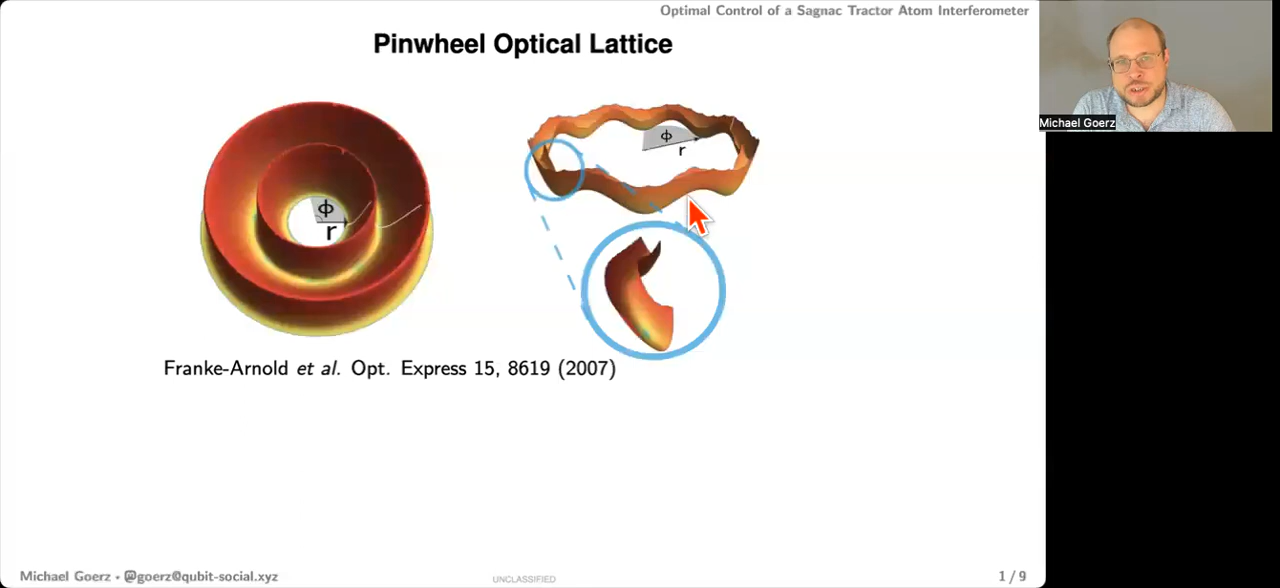 Optimal Control of a Sagnac Tractor Atom Interferometer
Pinwheel Optical Lattice
ϕ
r
ϕ
r
Franke-Arnold et al. Opt. Express 15, 8619 (2007)
Michael Goerz
Michael Goerz • @goerz@qubit-social.xyz
UNCLASSIFIED
1 / 9